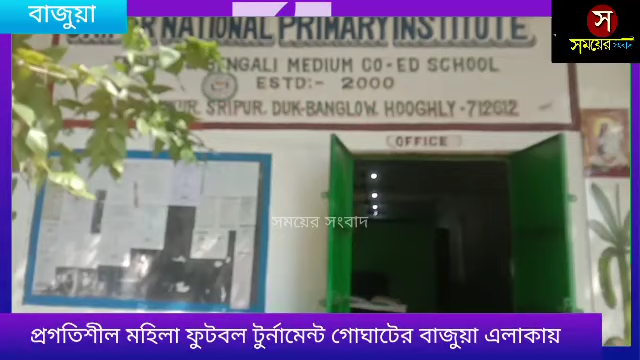 বাজুয়া
স
সময়ের সংবাদ
NATIONAL PRIMARY INSTITUTE
BENGALI MEDIUM CO-ED SCHOOL
ESTD:- 2000
SRIPUR, DUK-BANGLOW, HOOGHLY-712612
OFFICE
সময়ের সংবাদ
প্রগতিশীল মহিলা ফুটবল টুর্নামেন্ট গোঘাটের বাজুয়া এলাকায়